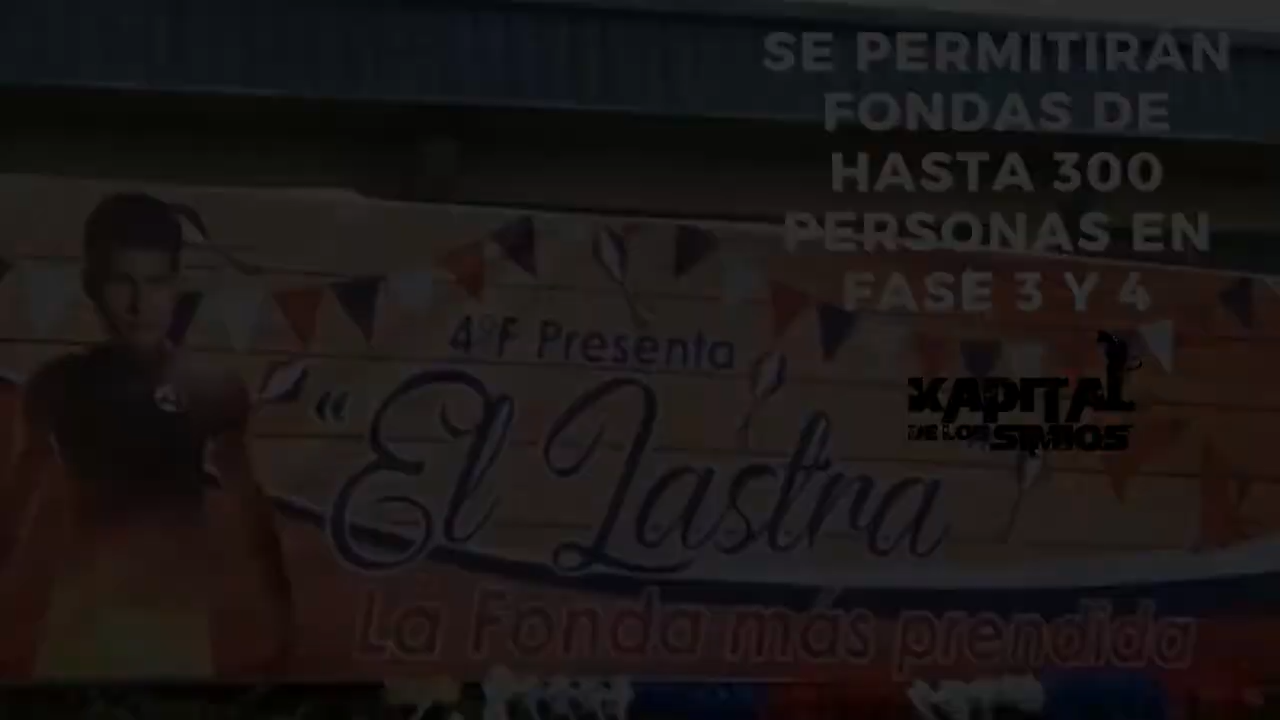 SE PERMITIRAN
FONDAS DE
HASTA 300
PERSONAS EN
FASE 3 Y 4
KAPITAL
DE LOS SIMIOS
4ºF Presenta
"El Lastra
La Fonda más prendida